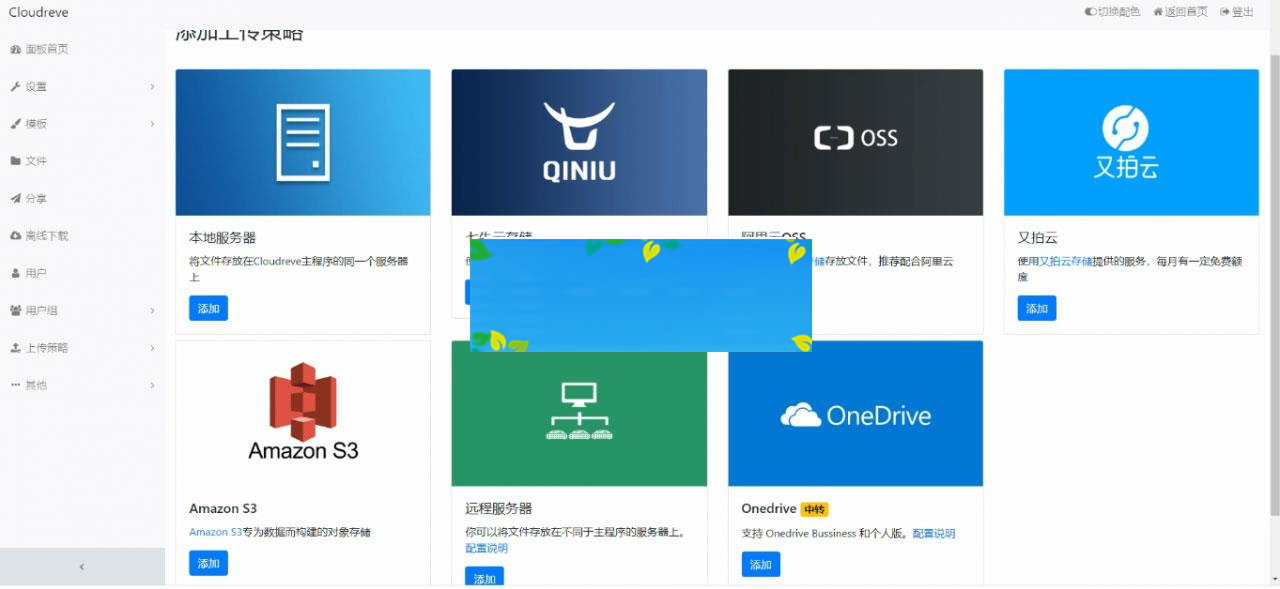 Cloudreve
切换配色 返回首页 登出
面板首页
设置
模板
文件
分享
离线下载
用户
用户组
上传策略
其他
添加上传策略
QINIU
OSS
又拍云
本地服务器
将文件存放在Cloudreve主程序的同一个服务器
上
添加
七牛云存储
阿里云OSS
储存放文件，推荐配合阿里云
又拍云
使用又拍云存储提供的服务，每月有一定免费额
度
添加
Amazon S3
OneDrive
Amazon S3
Amazon S3专为数据而构建的对象存储
添加
远程服务器
你可以将文件存放在不同于主程序的服务器上。
配置说明
添加
Onedrive 中转
支持 Onedrive Bussiness 和个人版。配置说明
添加